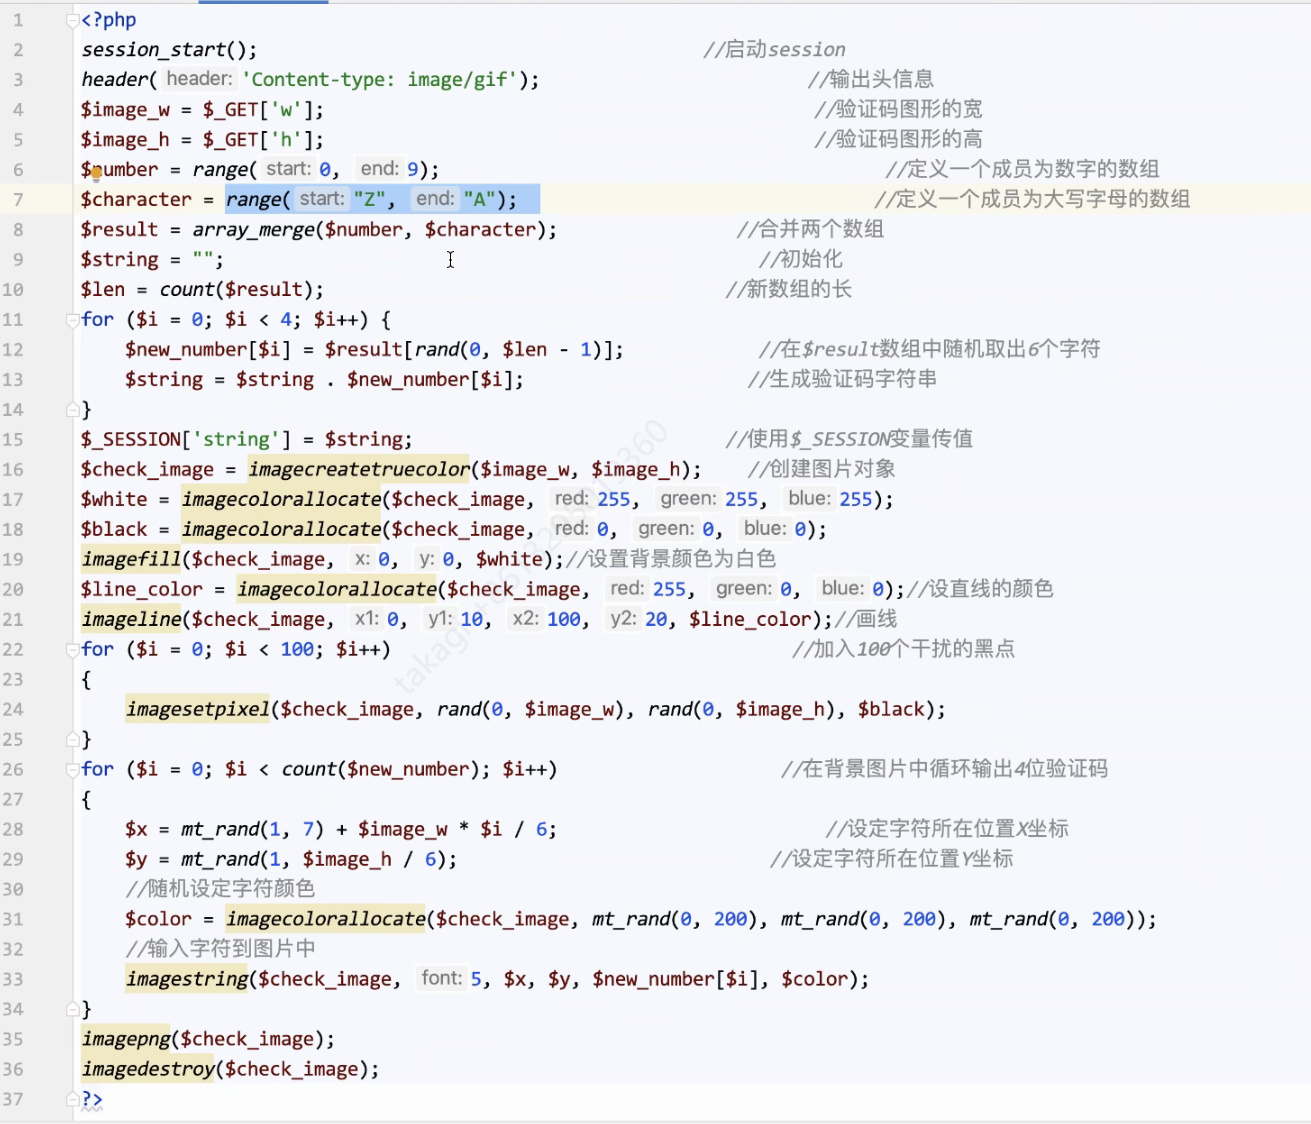 1 <?php
2 session_start(); //启动session
3 header( header: 'Content-type: image/gif'); //输出头信息
4 $image_w = $_GET['w']; //验证码图形的宽
5 $image_h = $_GET['h']; //验证码图形的高
6 $number = range( start: 0, end: 9); //定义一个成员为数字的数组
7 $character = range( start: "Z", end: "A"); //定义一个成员为大写字母的数组
8 $result = array_merge($number, $character); //合并两个数组
9 $string = ""; //初始化
10 $len = count($result); //新数组的长
11 for ($i = 0; $i < 4; $i++) {
12 $new_number[$i] = $result[rand(0, $len - 1)]; //在$result数组中随机取出6个字符
13 $string = $string . $new_number[$i]; //生成验证码字符串
14 }
15 $_SESSION['string'] = $string; //使用$_SESSION变量传值
16 $check_image = imagecreatetruecolor($image_w, $image_h); //创建图片对象
17 $white = imagecolorallocate($check_image, red: 255, green: 255, blue: 255);
18 $black = imagecolorallocate($check_image, red: 0, green: 0, blue: 0);
19 imagefill($check_image, x: 0, y: 0, $white);//设置背景颜色为白色
20 $line_color = imagecolorallocate($check_image, red: 255, green: 0, blue: 0);//设直线的颜色
21 imageline($check_image, x1: 0, y1: 10, x2: 100, y2: 20, $line_color);//画线
22 for ($i = 0; $i < 100; $i++) //加入100个干扰的黑点
23 {
24 imagesetpixel($check_image, rand(0, $image_w), rand(0, $image_h), $black);
25 }
26 for ($i = 0; $i < count($new_number); $i++) //在背景图片中循环输出4位验证码
27 {
28 $x = mt_rand(1, 7) + $image_w * $i / 6; //设定字符所在位置X坐标
29 $y = mt_rand(1, $image_h / 6); //设定字符所在位置Y坐标
30 //随机设定字符颜色
31 $color = imagecolorallocate($check_image, mt_rand(0, 200), mt_rand(0, 200), mt_rand(0, 200));
32 //输入字符到图片中
33 imagestring($check_image, font: 5, $x, $y, $new_number[$i], $color);
34 }
35 imagepng($check_image);
36 imagedestroy($check_image);
37 ?>